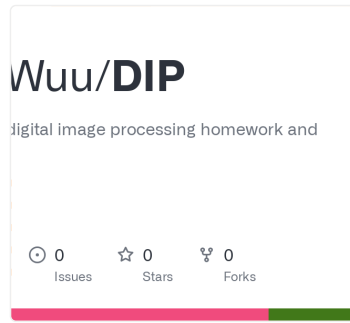 Wuu/DIP
digital image processing homework and
0 0 0
Issues Stars Forks